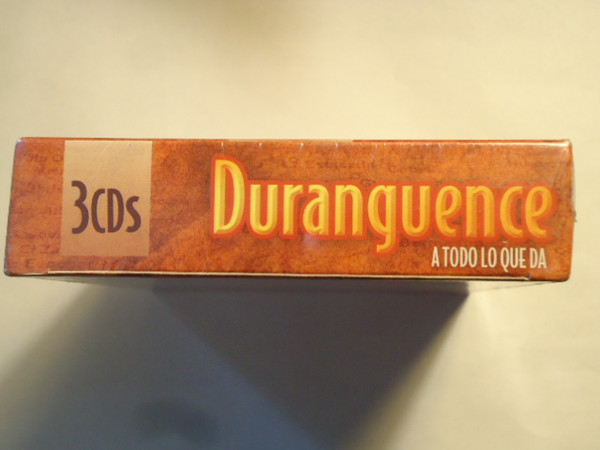 3CDs
Duranguence
A TODO LO QUE DA